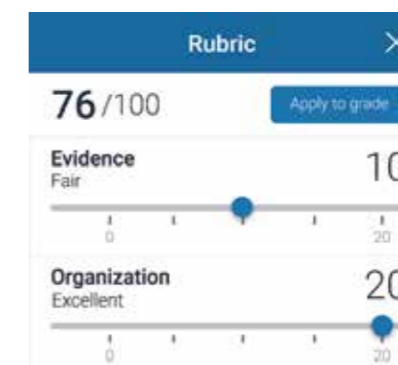 Rubric
76/100 Apply to grade
Evidence 10
Fair
0 20
Organization 20
Excellent
0 20